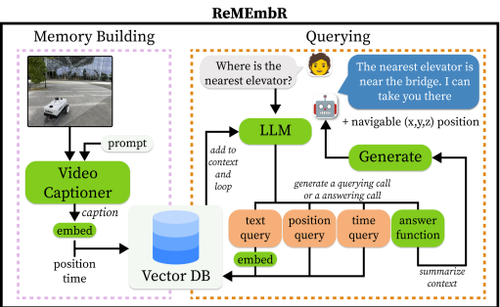 ReMEmbR
Memory Building
Querying
prompt
Video
Captioner
caption
embed
position
time
Vector DB
Where is the
nearest elevator?
The nearest elevator is
near the bridge. I can
take you there
+ navigable (x,y,z) position
LLM
Generate
add to
context
and
loop
generate a querying call
or a answering call
text
query
position
query
time
query
answer
function
embed
summarize
context